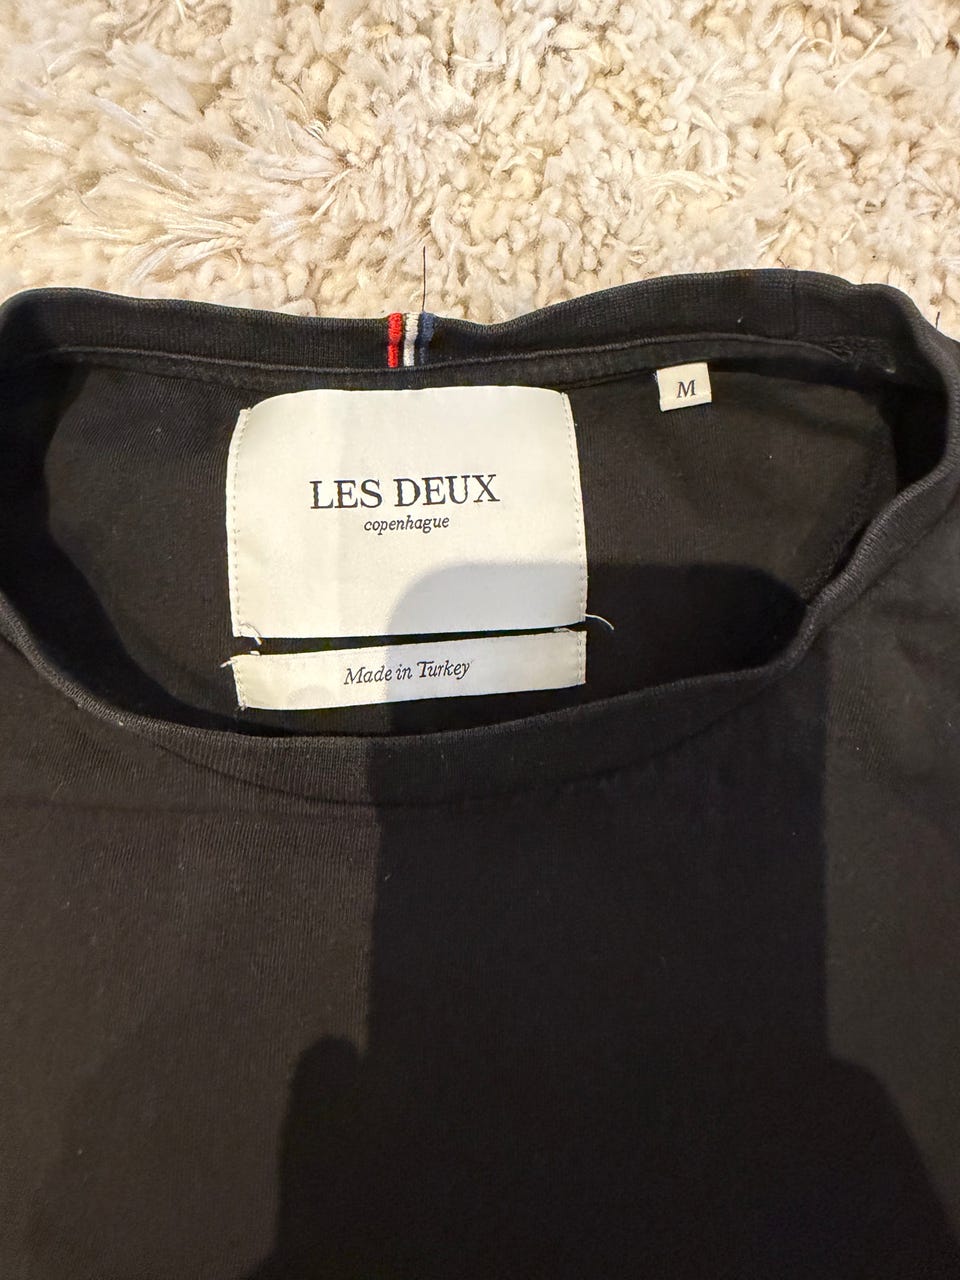 M
LES DEUX
copenhague
Made in Turkey